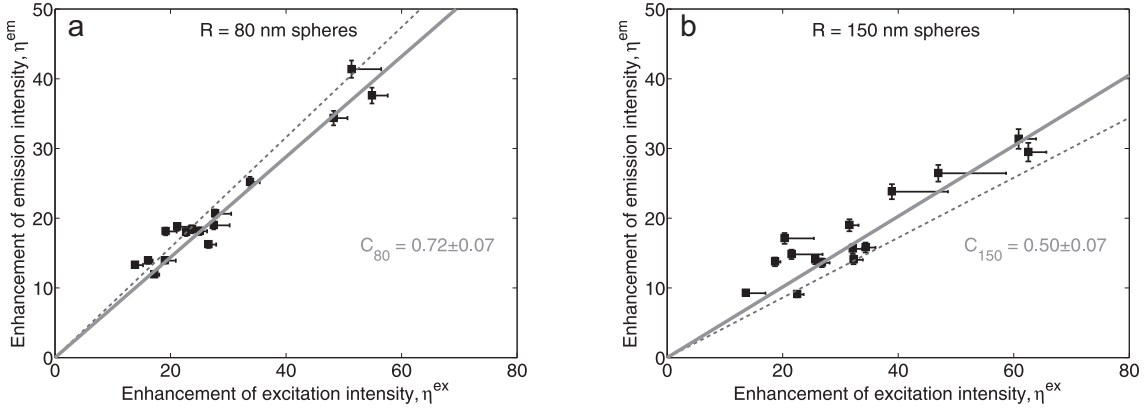 a
R = 80 nm spheres
Enhancement of emission intensity, η^em
50
40
30
20
10
0
C_80 = 0.72±0.07
0 20 40 60 80
Enhancement of excitation intensity, η^ex
b
R = 150 nm spheres
Enhancement of emission intensity, η^em
50
40
30
20
10
0
C_150 = 0.50±0.07
0 20 40 60 80
Enhancement of excitation intensity, η^ex